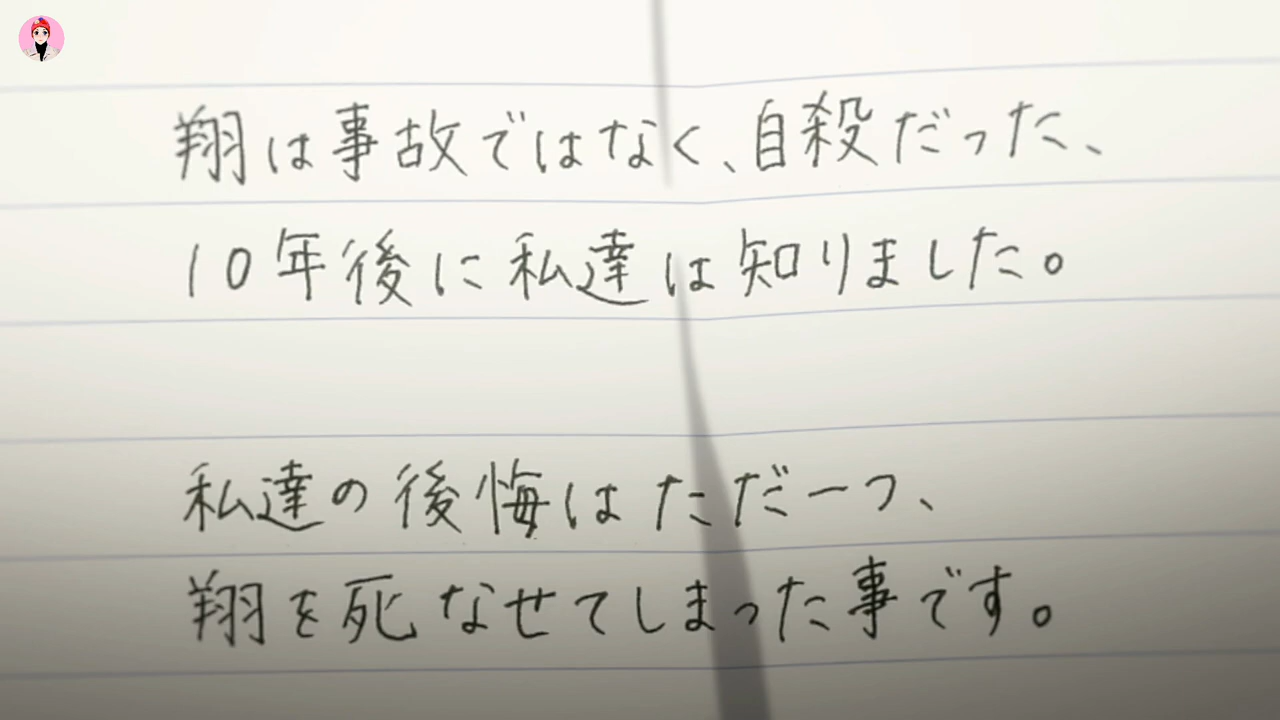 翔は事故ではなく、自殺だった、
10年後に私達は知りました。
私達の後悔はただ一つ、
翔を死なせてしまった事です。